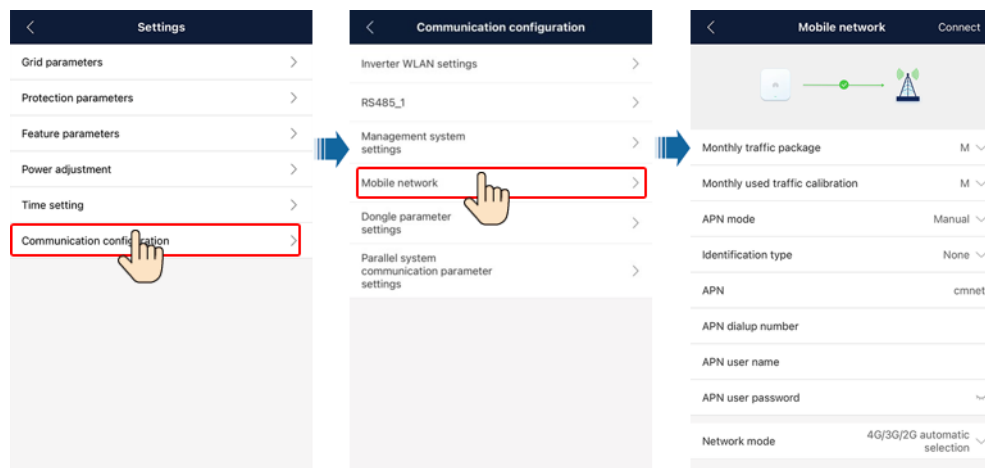 Settings
Grid parameters
Protection parameters
Feature parameters
Power adjustment
Time setting
Communication configuration
Communication configuration
Inverter WLAN settings
RS485_1
Management system
settings
Mobile network
Dongle parameter
settings
Parallel system
communication parameter
settings
Mobile network Connect
Monthly traffic package M
Monthly used traffic calibration M
APN mode Manual
Identification type None
APN cmnet
APN dialup number
APN user name
APN user password
Network mode 4G/3G/2G automatic
selection